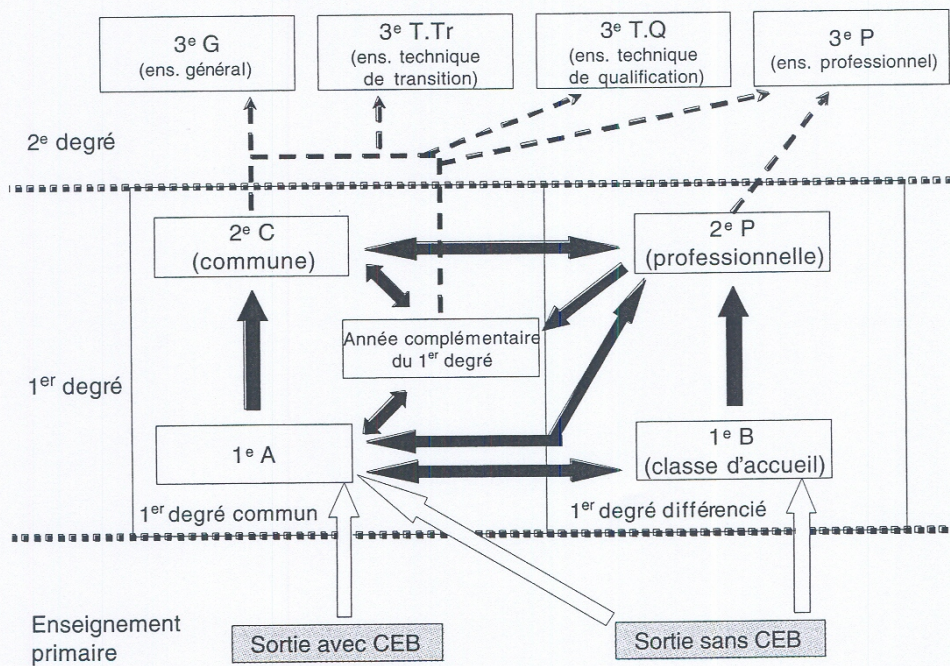 3e G
(ens. général)
3e T.Tr
(ens. technique
de transition)
3e T.Q
(ens. technique
de qualification)
3e P
(ens. professionnel)
2e degré
2e C
(commune)
2e P
(professionnelle)
Année complémentaire
du 1er degré
1er degré
1e A
1e B
(classe d'accueil)
1er degré commun
1er degré différencié
Enseignement
primaire
Sortie avec CEB
Sortie sans CEB